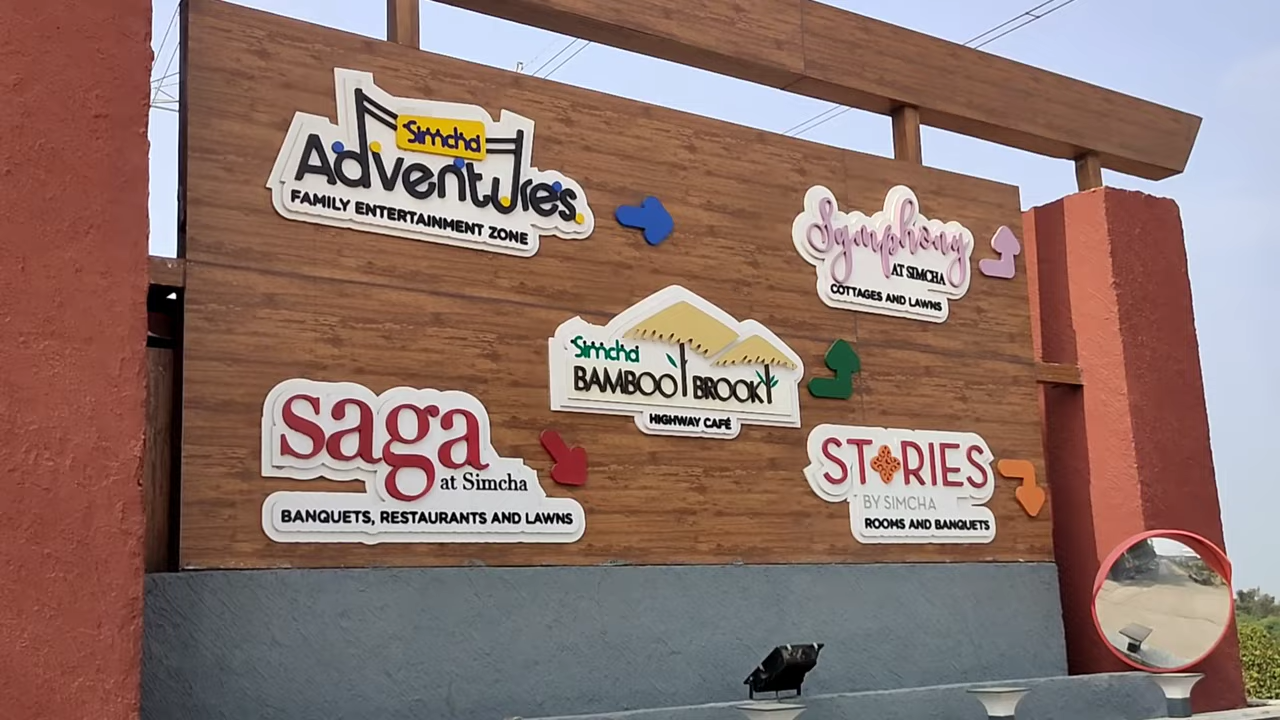 Simcha
Adventures
FAMILY ENTERTAINMENT ZONE
Symphony
AT SIMCHA
COTTAGES AND LAWNS
Simcha
BAMBOO BROOK
HIGHWAY CAFÉ
saga
at Simcha
BANQUETS, RESTAURANTS AND LAWNS
STORIES
BY SIMCHA
ROOMS AND BANQUETS